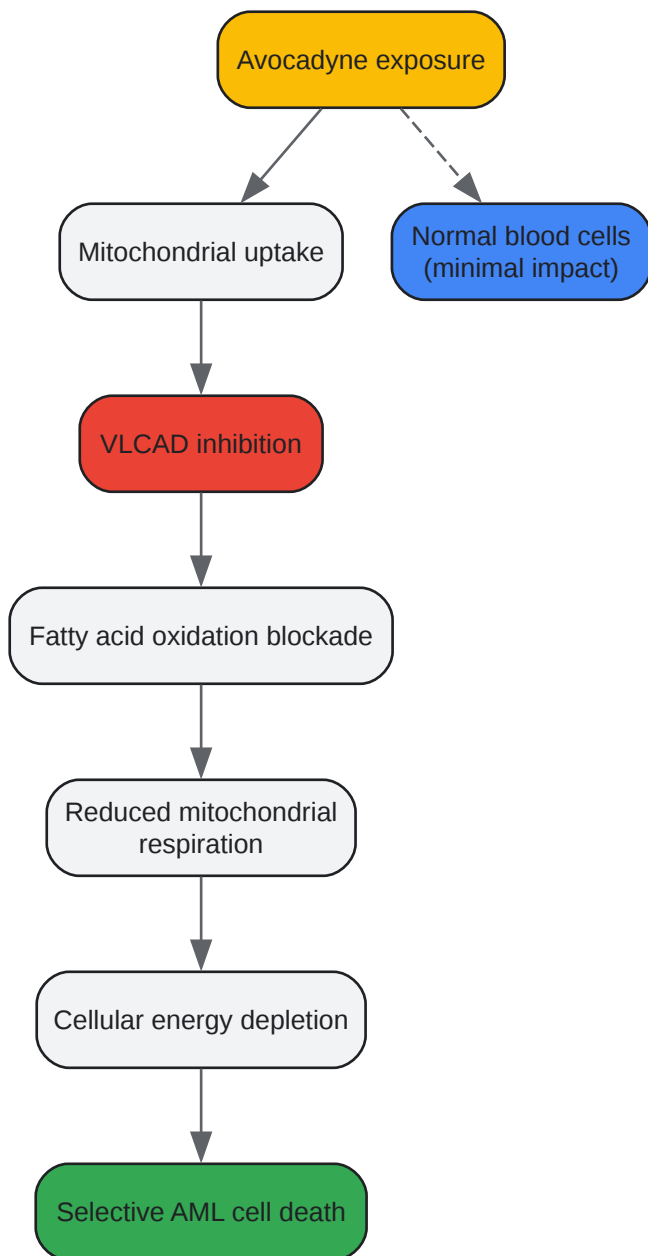 Avocadyne exposure
Mitochondrial uptake
Normal blood cells
(minimal impact)
VLCAD inhibition
Fatty acid oxidation blockade
Reduced mitochondrial
respiration
Cellular energy depletion
Selective AML cell death